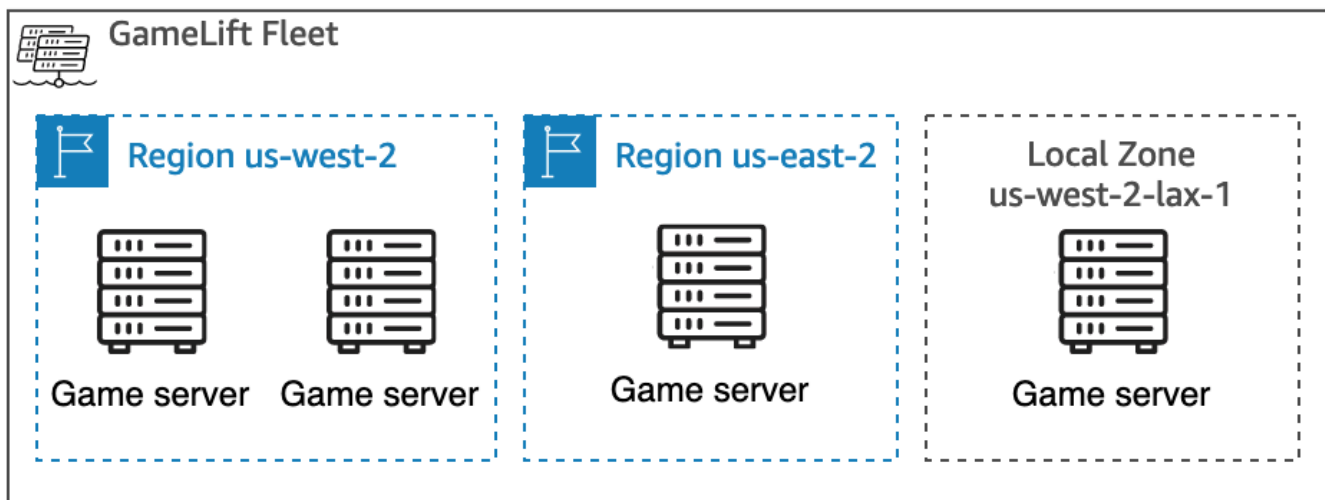 GameLift Fleet
Region us-west-2
Game server
Game server
Region us-east-2
Game server
Local Zone
us-west-2-lax-1
Game server